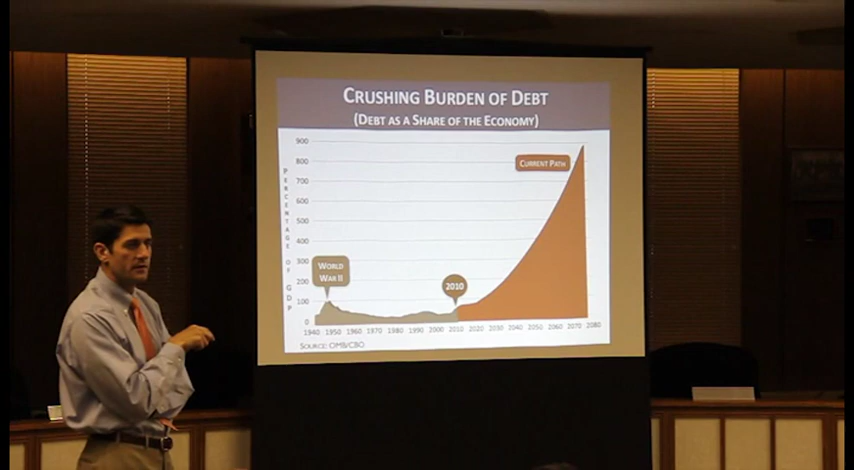 CRUSHING BURDEN OF DEBT
(DEBT AS A SHARE OF THE ECONOMY)
900
800
700
600
500
400
300
200
100
0
PERCENTAGE OF GDP
CURRENT PATH
WORLD
WAR II
2010
1940 1950 1960 1970 1980 1990 2000 2010 2020 2030 2040 2050 2060 2070 2080
SOURCE: OMB/CBO